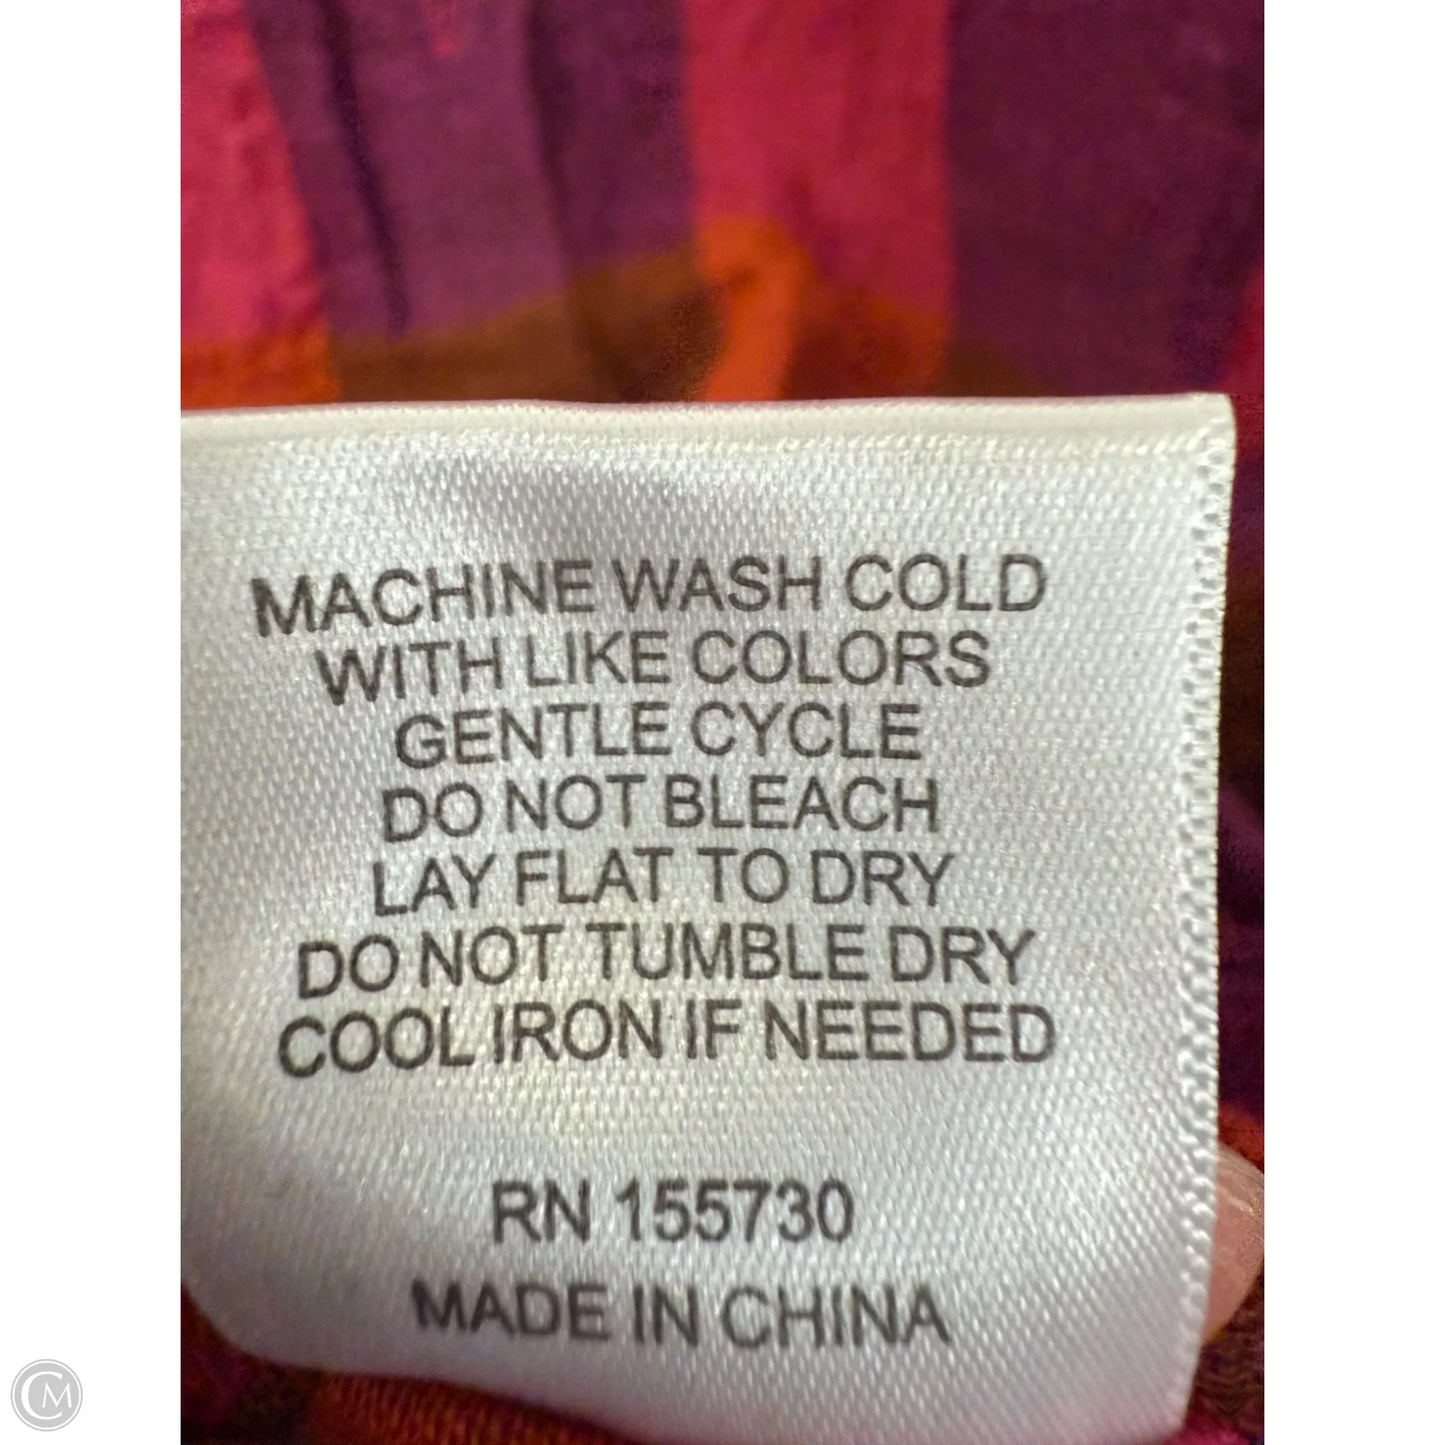 MACHINE WASH COLD
WITH LIKE COLORS
GENTLE CYCLE
DO NOT BLEACH
LAY FLAT TO DRY
DO NOT TUMBLE DRY
COOL IRON IF NEEDED
RN 155730
MADE IN CHINA
CM